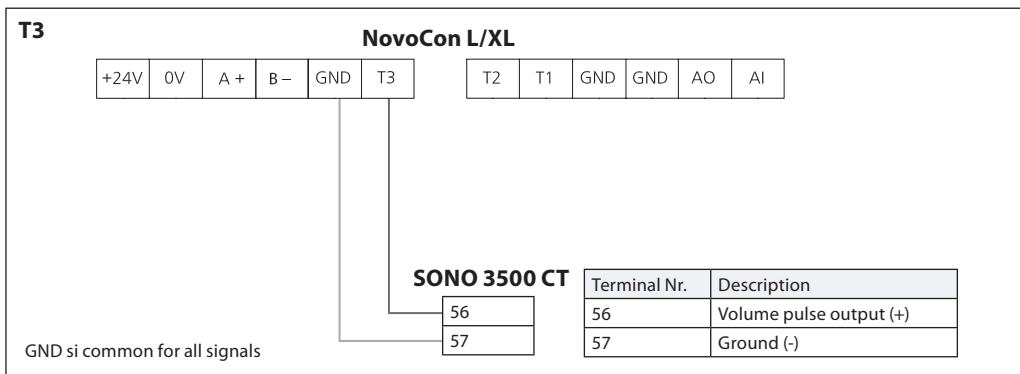 T3
NovoCon L/XL
+24V 0V A + B – GND T3 T2 T1 GND GND AO AI
SONO 3500 CT
Terminal Nr. Description
56 56 Volume pulse output (+)
57 57 Ground (-)
GND si common for all signals